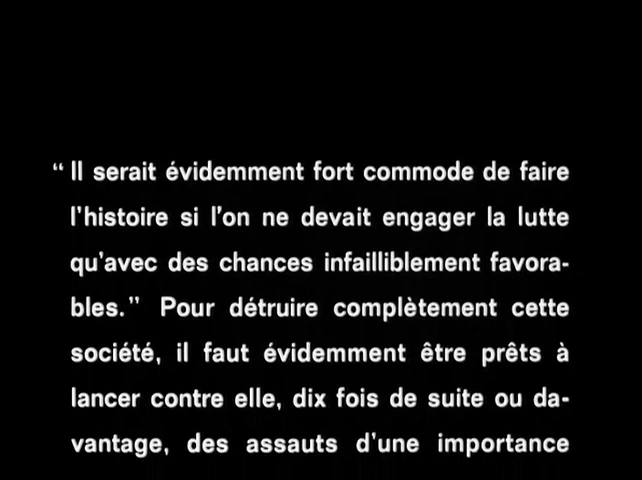 “ Il serait évidemment fort commode de faire
l’histoire si l’on ne devait engager la lutte
qu’avec des chances infailliblement favora-
bles.” Pour détruire complètement cette
société, il faut évidemment être prêts à
lancer contre elle, dix fois de suite ou da-
vantage, des assauts d’une importance